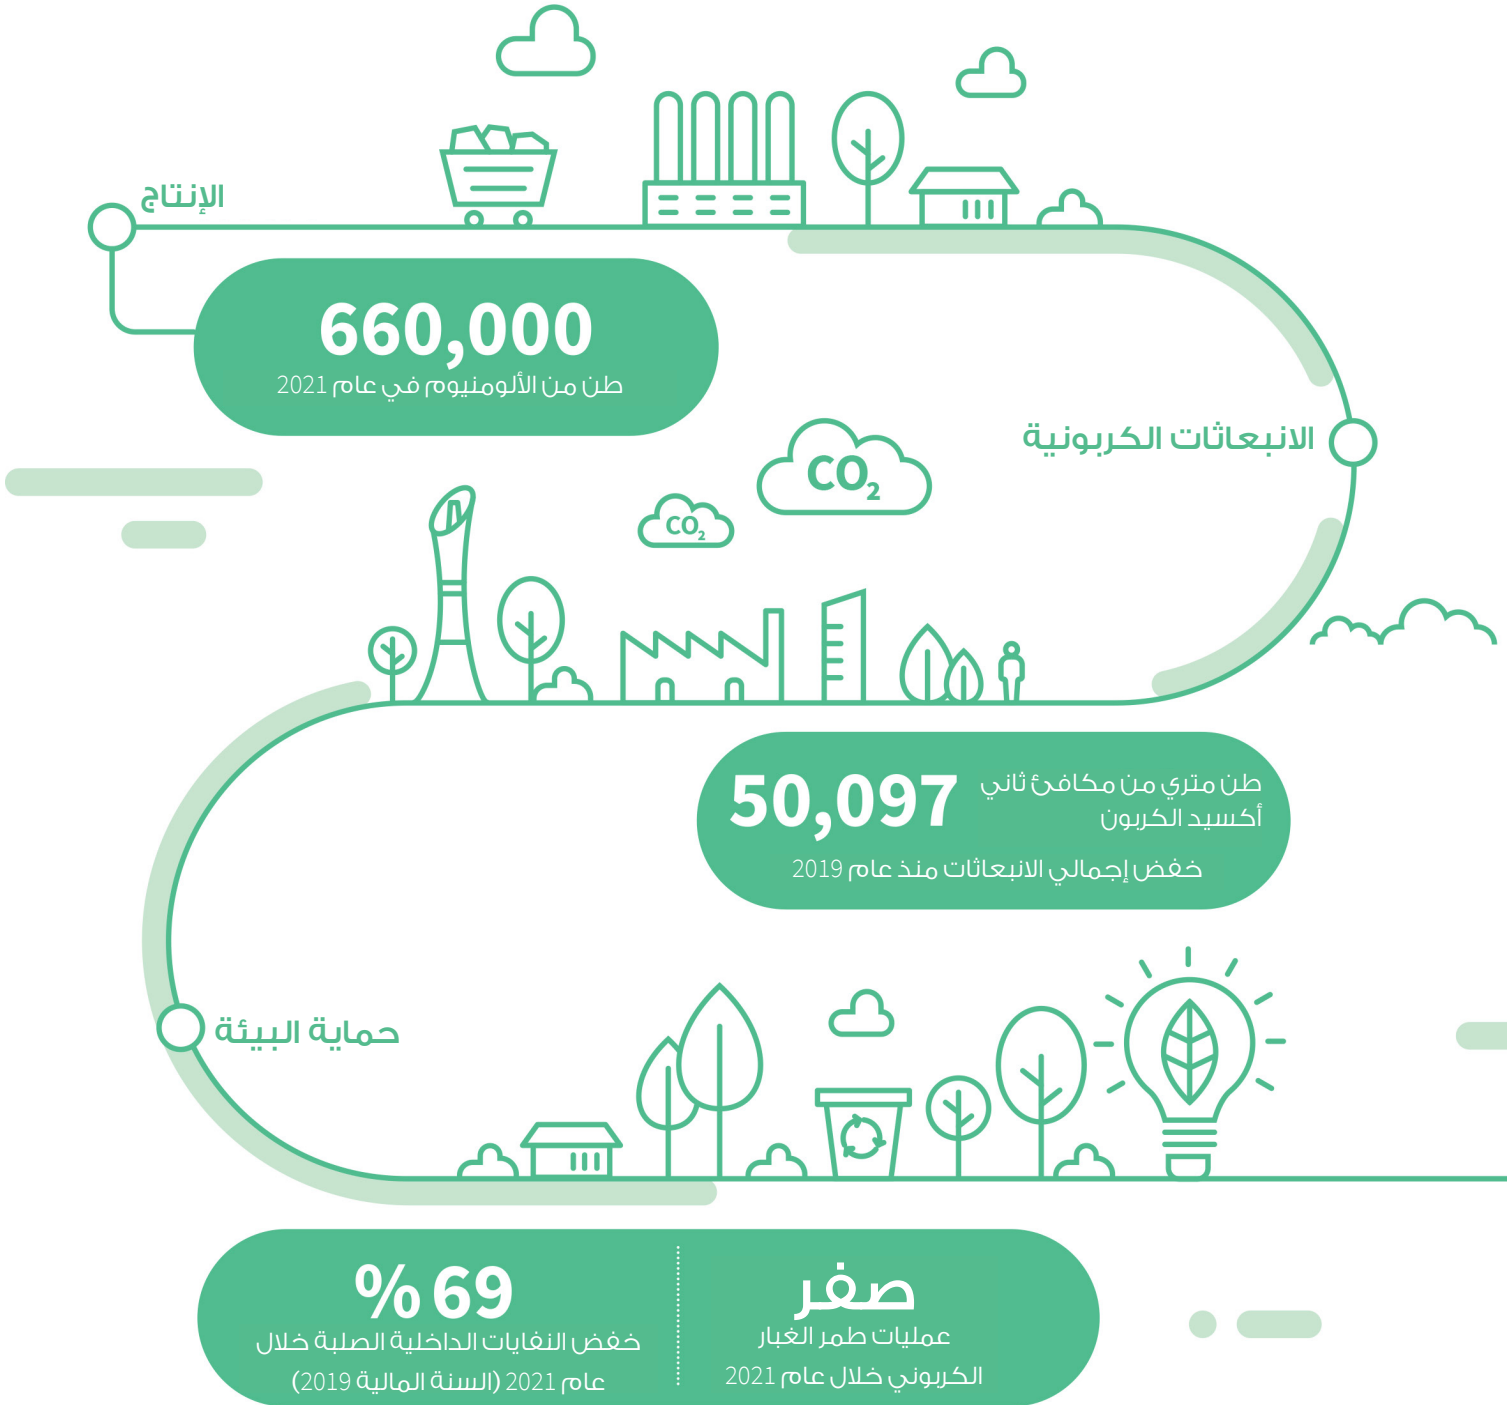 الإنتاج
660,000
طن من الألومنيوم في عام 2021
الانبعاثات الكربونية
CO₂
CO₂
طن متري من مكافئ ثاني
أكسيد الكربون
50,097
خفض إجمالي الانبعاثات منذ عام 2019
حماية البيئة
صفر
عمليات طمر الغبار
الكربوني خلال عام 2021
69 %
خفض النفايات الداخلية الصلبة خلال
عام 2021 (السنة المالية 2019)